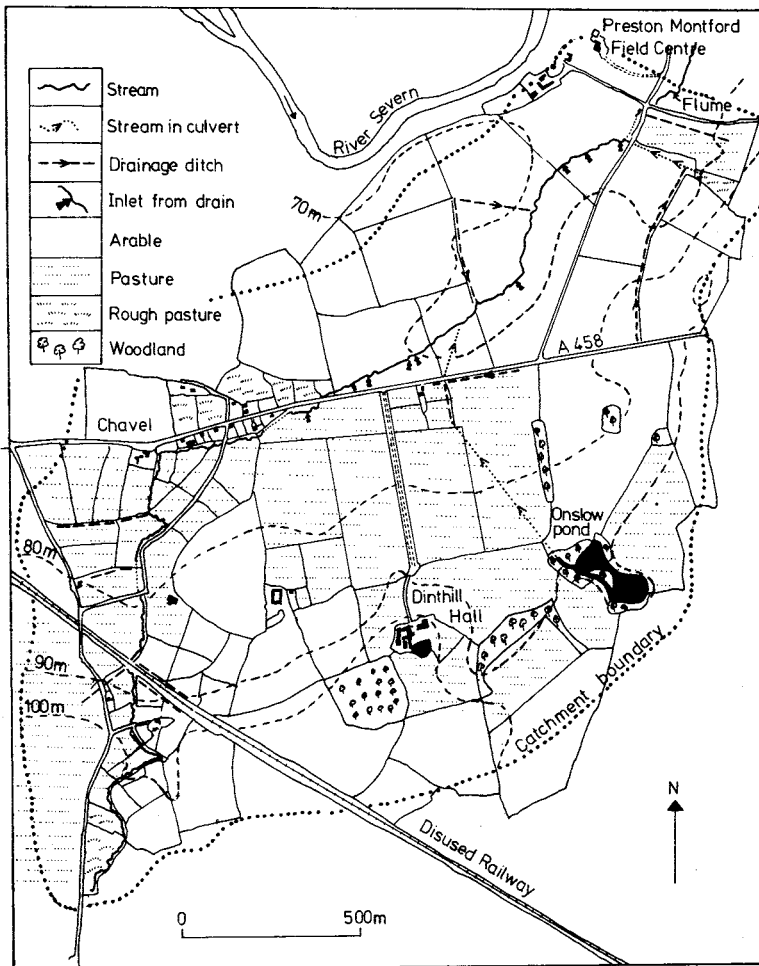 Preston Montford
Field Centre
Flume
River Severn
Stream
Stream in culvert
Drainage ditch
Inlet from drain
Arable
Pasture
Rough pasture
Woodland
70m
A 458
Chavel
Onslow
pond
80m
Dinthill
Hall
90m
100m
Catchment boundary
N
Disused Railway
0 500m